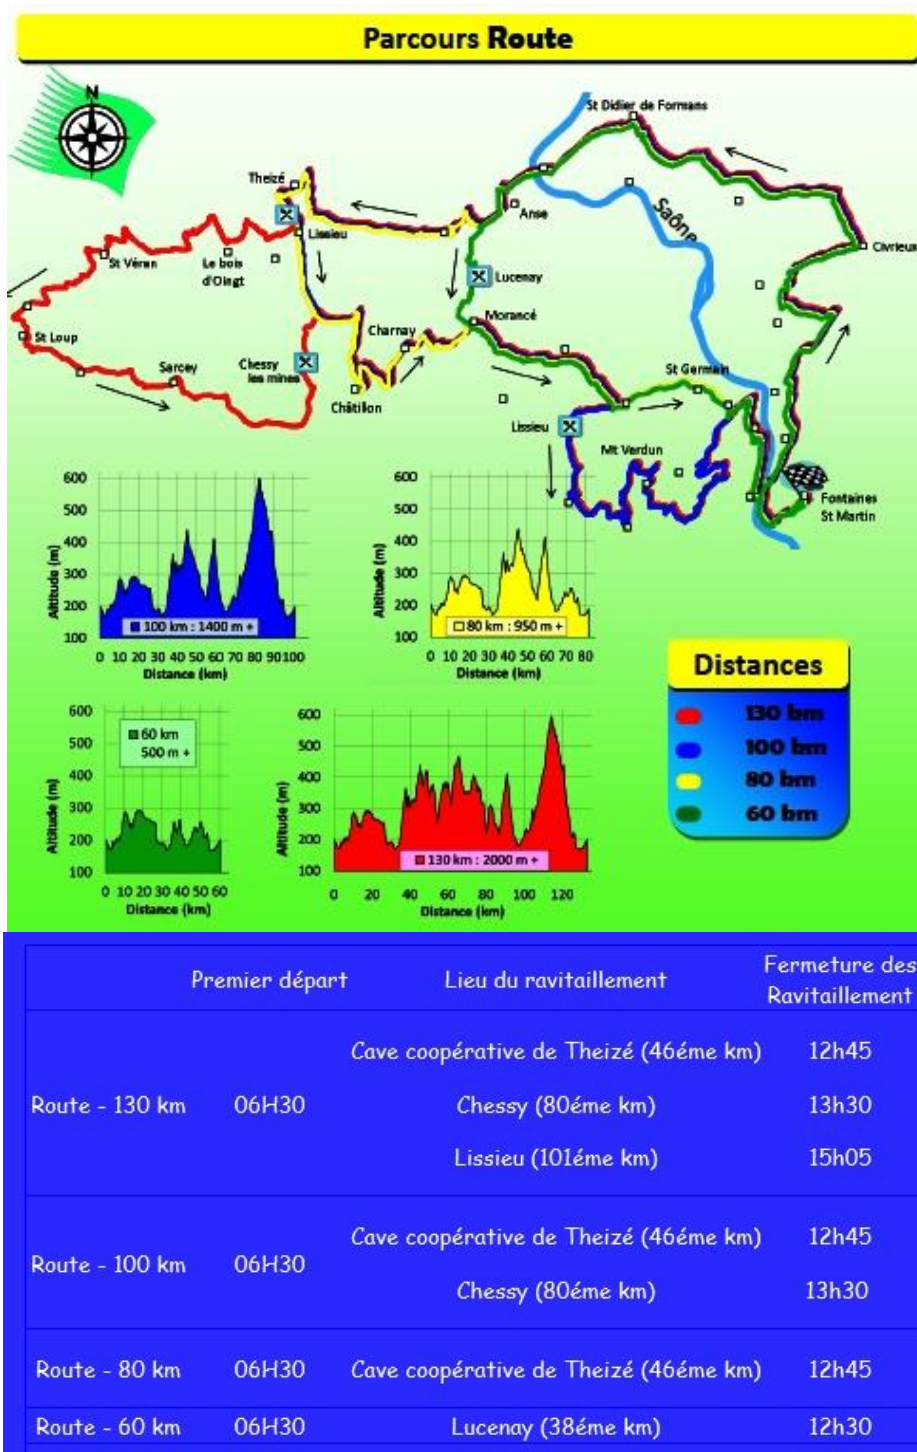 Parcours Route
N
St Didier de Formans
Theizé
Anse
Saône
Lissieu
Civrieux
St Véran
Le bois
d'Oingt
Lucenay
Morancé
Charnay
St Loup
Chessy
les mines
St Germain
Sarcey
Châtillon
Lissieu
Mt Verdun
Fontaines
St Martin
600
500
400
300
200
100
Altitude (m)
100 km : 1400 m +
0 10 20 30 40 50 60 70 80 90 100
Distance (km)
600
500
400
300
200
100
Altitude (m)
80 km : 950 m +
0 10 20 30 40 50 60 70 80
Distance (km)
Distances
130 km
100 km
80 km
60 km
600
500
400
300
200
100
Altitude (m)
60 km
500 m +
0 10 20 30 40 50 60
Distance (km)
600
500
400
300
200
100
Altitude (m)
130 km : 2000 m +
0 20 40 60 80 100 120
Distance (km)
Premier départ Lieu du ravitaillement Fermeture des
Ravitaillement
Cave coopérative de Theizé (46éme km) 12h45
Route - 130 km 06H30 Chessy (80éme km) 13h30
Lissieu (101éme km) 15h05
Cave coopérative de Theizé (46éme km) 12h45
Route - 100 km 06H30
Chessy (80éme km) 13h30
Route - 80 km 06H30 Cave coopérative de Theizé (46éme km) 12h45
Route - 60 km 06H30 Lucenay (38éme km) 12h30